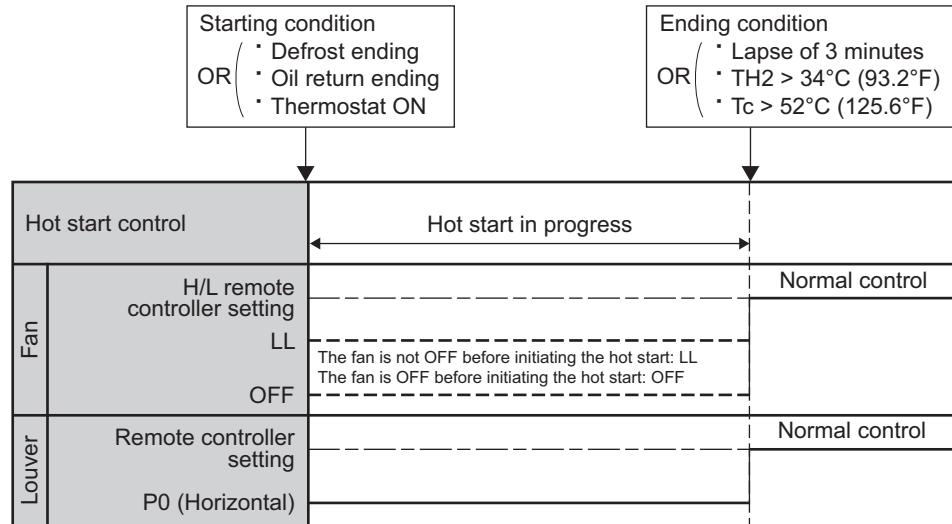 Starting condition
OR
· Defrost ending
· Oil return ending
· Thermostat ON
Ending condition
OR
· Lapse of 3 minutes
· TH2 > 34°C (93.2°F)
· Tc > 52°C (125.6°F)
Hot start control
Hot start in progress
Fan
H/L remote
controller setting
Normal control
LL
The fan is not OFF before initiating the hot start: LL
The fan is OFF before initiating the hot start: OFF
OFF
Louver
Remote controller
setting
Normal control
P0 (Horizontal)